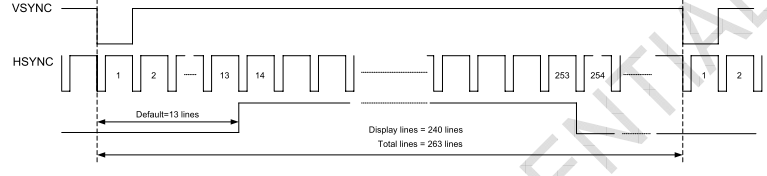 VSYNC
HSYNC
1 2 13 14 253 254 1 2
Default=13 lines
Display lines = 240 lines
Total lines = 263 lines